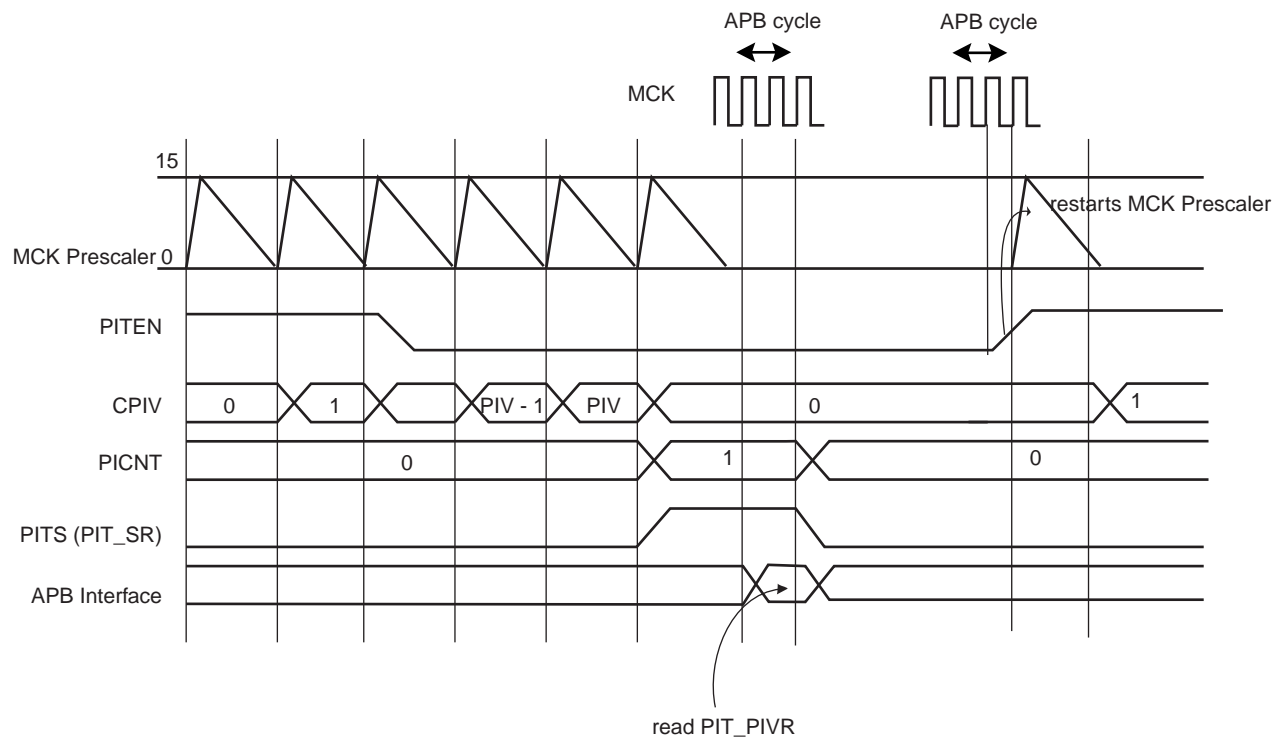 APB cycle APB cycle
MCK
15
restarts MCK Prescaler
MCK Prescaler 0
PITEN
CPIV 0 1 PIV - 1 PIV 0 1
PICNT 0 1 0
PITS (PIT_SR)
APB Interface
read PIT_PIVR